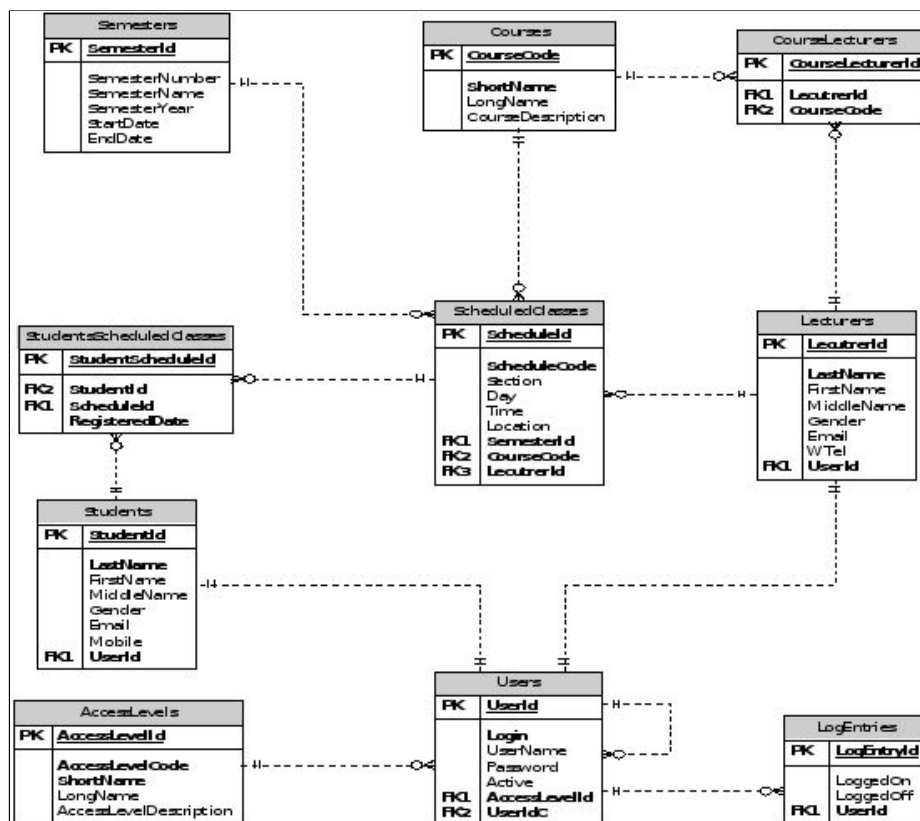 Semesters
PK SemesterId
SemesterNumber
SemesterName
SemesterYear
StartDate
EndDate
Courses
PK CourseCode
ShortName
LongName
CourseDescription
CourseLecturers
PK CourseLecturerId
FK1 LecutrerId
FK2 CourseCode
StudentsScheduledClasses
PK StudentScheduleId
FK2 StudentId
FK1 ScheduleId
RegisteredDate
ScheduledClasses
PK ScheduleId
ScheduleCode
Section
Day
Time
Location
FK1 SemesterId
FK2 CourseCode
FK3 LecutrerId
Lecturers
PK LecutrerId
LastName
FirstName
MiddleName
Gender
Email
WTel
FK1 UserId
Students
PK StudentId
LastName
FirstName
MiddleName
Gender
Email
Mobile
FK1 UserId
AccessLevels
PK AccessLevelId
AccessLevelCode
ShortName
LongName
AccessLevelDescription
Users
PK UserId
Login
UserName
Password
Active
FK1 AccessLevelId
FK2 UserIdC
LogEntries
PK LogEntryId
LoggedOn
LoggedOff
FK1 UserId